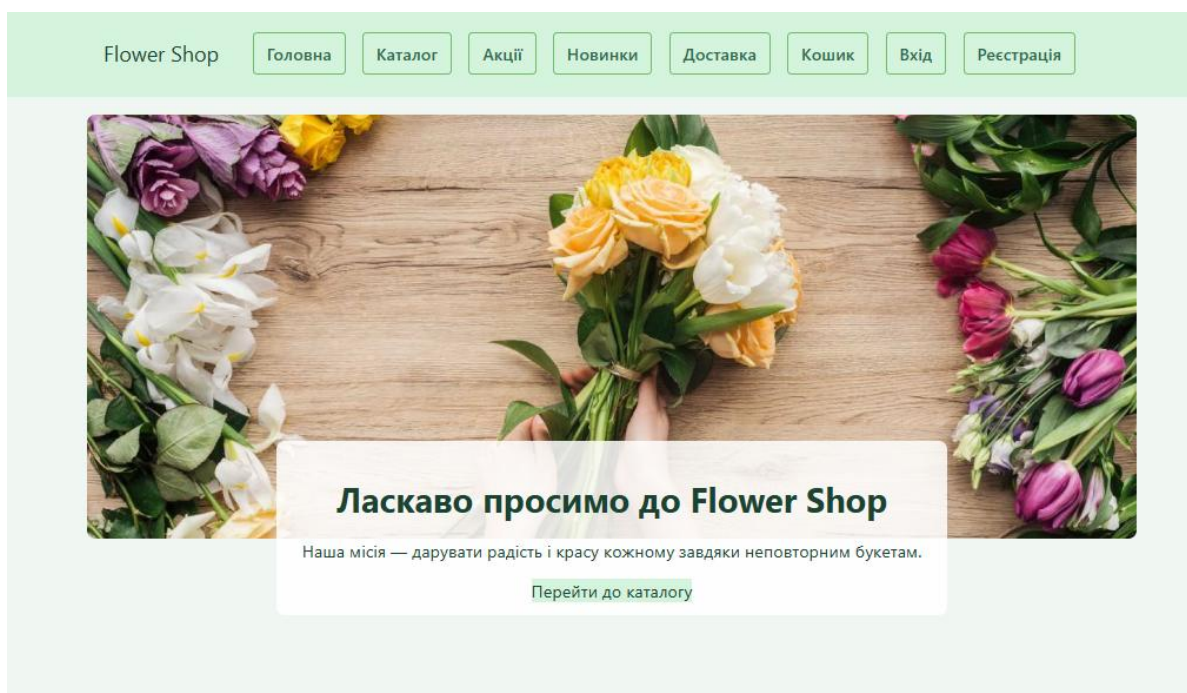 Flower Shop Головна Каталог Акції Новинки Доставка Кошик Вхід Реєстрація
Ласкаво просимо до Flower Shop
Наша місія — дарувати радість і красу кожному завдяки неповторним букетам.
Перейти до каталогу